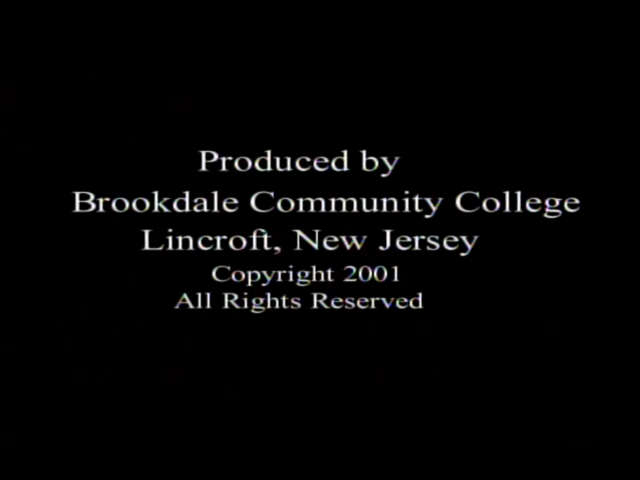 Produced by
Brookdale Community College
Lincroft, New Jersey
Copyright 2001
All Rights Reserved